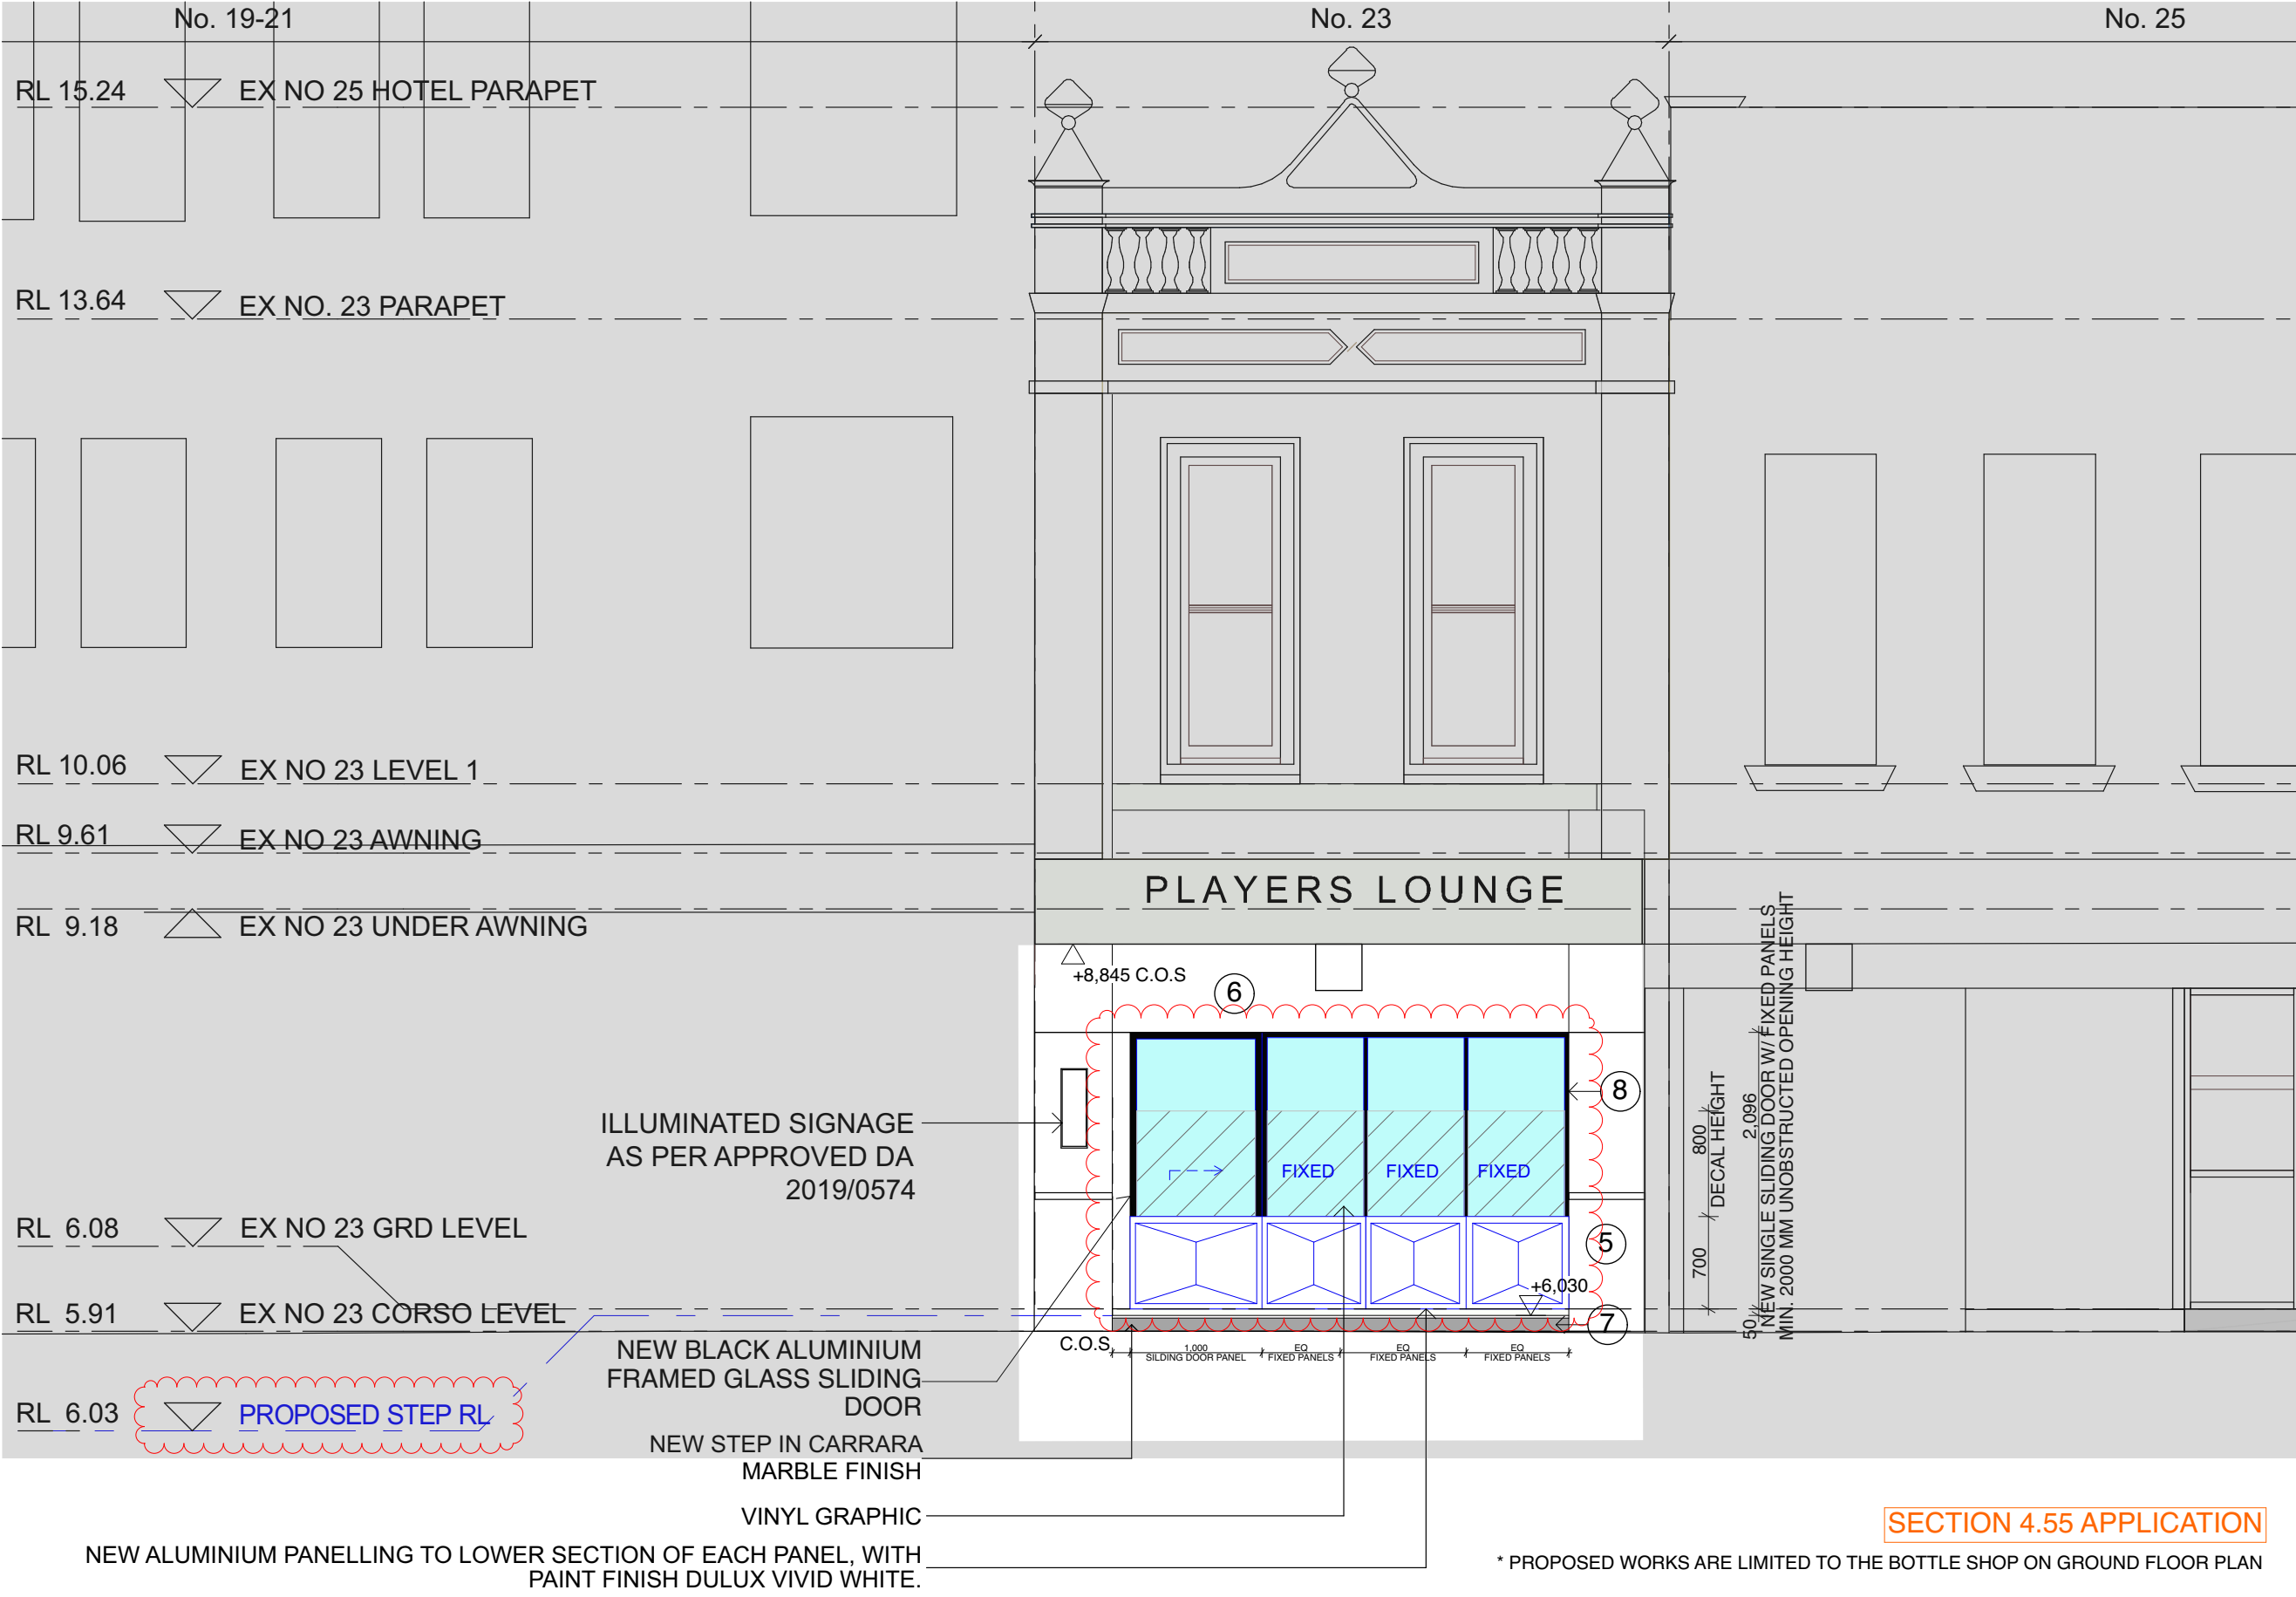 No. 19-21
No. 23
No. 25
RL 15.24
EX NO 25 HOTEL PARAPET
RL 13.64
EX NO. 23 PARAPET
RL 10.06
EX NO 23 LEVEL 1
RL 9.61
EX NO 23 AWNING
PLAYERS LOUNGE
RL 9.18
EX NO 23 UNDER AWNING
+8,845 C.O.S
6
8
ILLUMINATED SIGNAGE
AS PER APPROVED DA
2019/0574
FIXED
FIXED
FIXED
800
DECAL HEIGHT
2,096
NEW SINGLE SLIDING DOOR W/ FIXED PANELS
MIN. 2000 MM UNOBSTRUCTED OPENING HEIGHT
700
50
RL 6.08
EX NO 23 GRD LEVEL
5
+6,030
RL 5.91
EX NO 23 CORSO LEVEL
7
C.O.S
1,000
SILDING DOOR PANEL
EQ
FIXED PANELS
EQ
FIXED PANELS
EQ
FIXED PANELS
NEW BLACK ALUMINIUM
FRAMED GLASS SLIDING
DOOR
RL 6.03
PROPOSED STEP RL
NEW STEP IN CARRARA
MARBLE FINISH
VINYL GRAPHIC
NEW ALUMINIUM PANELLING TO LOWER SECTION OF EACH PANEL, WITH
PAINT FINISH DULUX VIVID WHITE.
SECTION 4.55 APPLICATION
* PROPOSED WORKS ARE LIMITED TO THE BOTTLE SHOP ON GROUND FLOOR PLAN